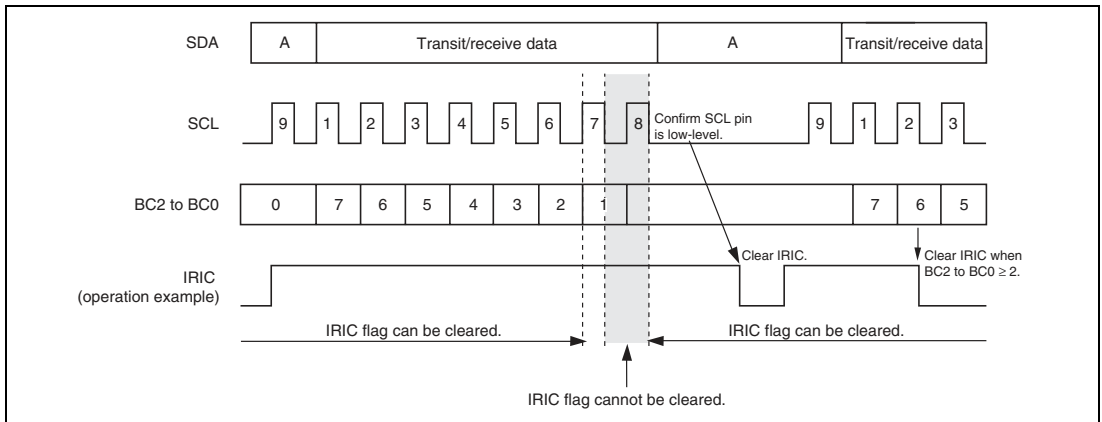 SDA
A
Transit/receive data
A
Transit/receive data
SCL
9
1
2
3
4
5
6
7
8
Confirm SCL pin
is low-level.
9
1
2
3
BC2 to BC0
0
7
6
5
4
3
2
1
7
6
5
IRIC
(operation example)
Clear IRIC.
Clear IRIC when
BC2 to BC0 ≥ 2.
IRIC flag can be cleared.
IRIC flag can be cleared.
IRIC flag cannot be cleared.